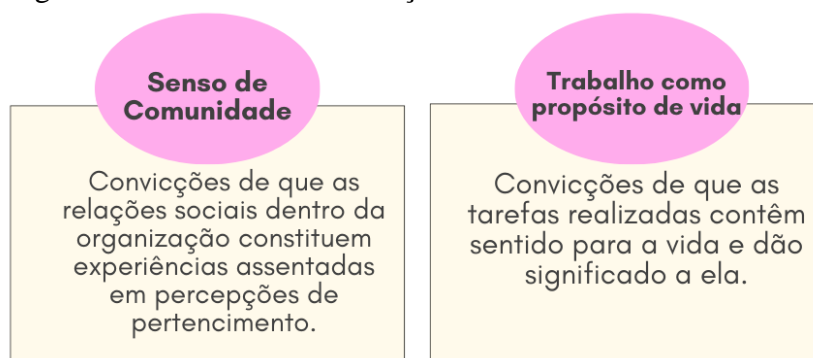 Senso de
Comunidade
Convicções de que as
relações sociais dentro da
organização constituem
experiências assentadas
em percepções de
pertencimento.
Trabalho como
propósito de vida
Convicções de que as
tarefas realizadas contêm
sentido para a vida e dão
significado a ela.